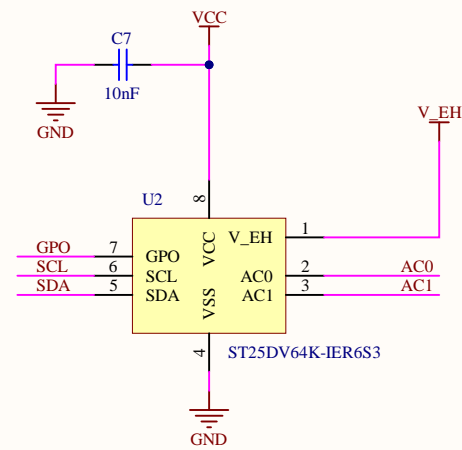 VCC
C7
10nF
GND
V_EH
U2
8
1
V_EH
VCC
GPO
7
GPO
SCL
6
SCL
SDA
5
SDA
2
AC0
AC0
3
AC1
AC1
VSS
4
ST25DV64K-IER6S3
GND